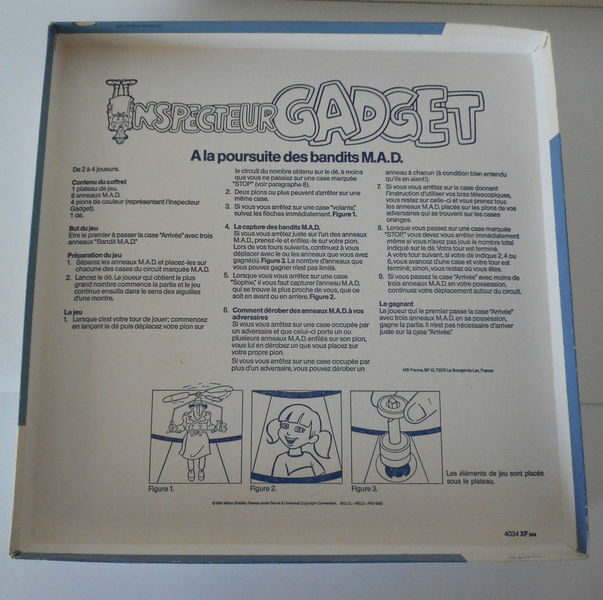 INSPECTEUR GADGET
A la poursuite des bandits M.A.D.
De 2 à 4 joueurs.
Contenu du coffret
1 plateau de jeu.
6 anneaux M.A.D.
4 pions de couleur (représentant l'Inspecteur
Gadget).
1 dé.
But du jeu
Etre le premier à passer la case "Arrivée" avec trois
anneaux "Bandit M.A.D."
Préparation du jeu
1. Séparez les anneaux M.A.D. et placez-les sur
chacune des cases du circuit marquée M.A.D.
2. Lancez le dé. Le joueur qui obtient le plus
grand nombre commence la partie et le jeu
continue ensuite dans le sens des aiguilles
d'une montre.
Le jeu
1. Lorsque c'est votre tour de jouer; commencez
en lançant le dé puis déplacez votre pion sur
le circuit du nombre obtenu sur le dé, à moins
que vous ne passiez sur une case marquée
"STOP" (voir paragraphe 8).
2. Deux pions ou plus peuvent s'arrêter sur une
même case.
3. Si vous vous arrêtez sur une case "volante",
suivez les flèches immédiatement. Figure 1.
4. La capture des bandits M.A.D.
Si vous vous arrêtez juste sur l'un des anneaux
M.A.D., prenez-le et enfilez-le sur votre pion.
Lors de vos tours suivants, continuez à vous
déplacer avec le ou les anneaux que vous avez
gagné(s). Figure 3. Le nombre d'anneaux que
vous pouvez gagner n'est pas limité.
5. Lorsque vous vous arrêtez sur une case
"Sophie", il vous faut capturer l'anneau M.A.D.
qui se trouve le plus proche de vous, que ce
soit en avant ou en arrière. Figure 2.
6. Comment dérober des anneaux M.A.D. à vos
adversaires
Si vous vous arrêtez sur une case occupée par
un adversaire et que celui-ci porte un ou
plusieurs anneaux M.A.D. enfilés sur son pion,
vous lui en dérobez un que vous placez sur
votre propre pion.
Si vous vous arrêtez sur une case occupée par
plus d'un adversaire, vous pouvez dérober un
anneau à chacun (à condition bien entendu
qu'ils en aient!).
7. Si vous vous arrêtez sur la case donnant
l'instruction d'utiliser vos bras télescopiques,
vous restez sur celle-ci et vous prenez tous
les anneaux M.A.D. placés sur les pions de vos
adversaires qui se trouvent sur les cases
oranges.
8. Lorsque vous passez sur une case marquée
"STOP", vous devez vous arrêter immédiatement
même si vous n'avez pas joué le nombre total
indiqué sur le dé. Votre tour est terminé.
A votre tour suivant, si votre dé indique 2, 4 ou
6, vous avancez d'une case et votre tour est
terminé; sinon, vous restez où vous êtes.
9. Si vous passez la case "Arrivée" avec moins de
trois anneaux M.A.D. en votre possession,
continuez votre déplacement autour du circuit.
Le gagnant
Le joueur qui le premier passe la case "Arrivée"
avec trois anneaux M.A.D. en sa possession,
gagne la partie. Il n'est pas nécessaire d'arriver
juste sur la case "Arrivée".
MB France, BP 13, 73370 Le Bourget-du-Lac, France
Figure 1.
Figure 2.
Figure 3.
Les éléments de jeu sont placés
sous le plateau.
Milton Bradley France under Berne & Universal Copyright Convention.
4034 XF